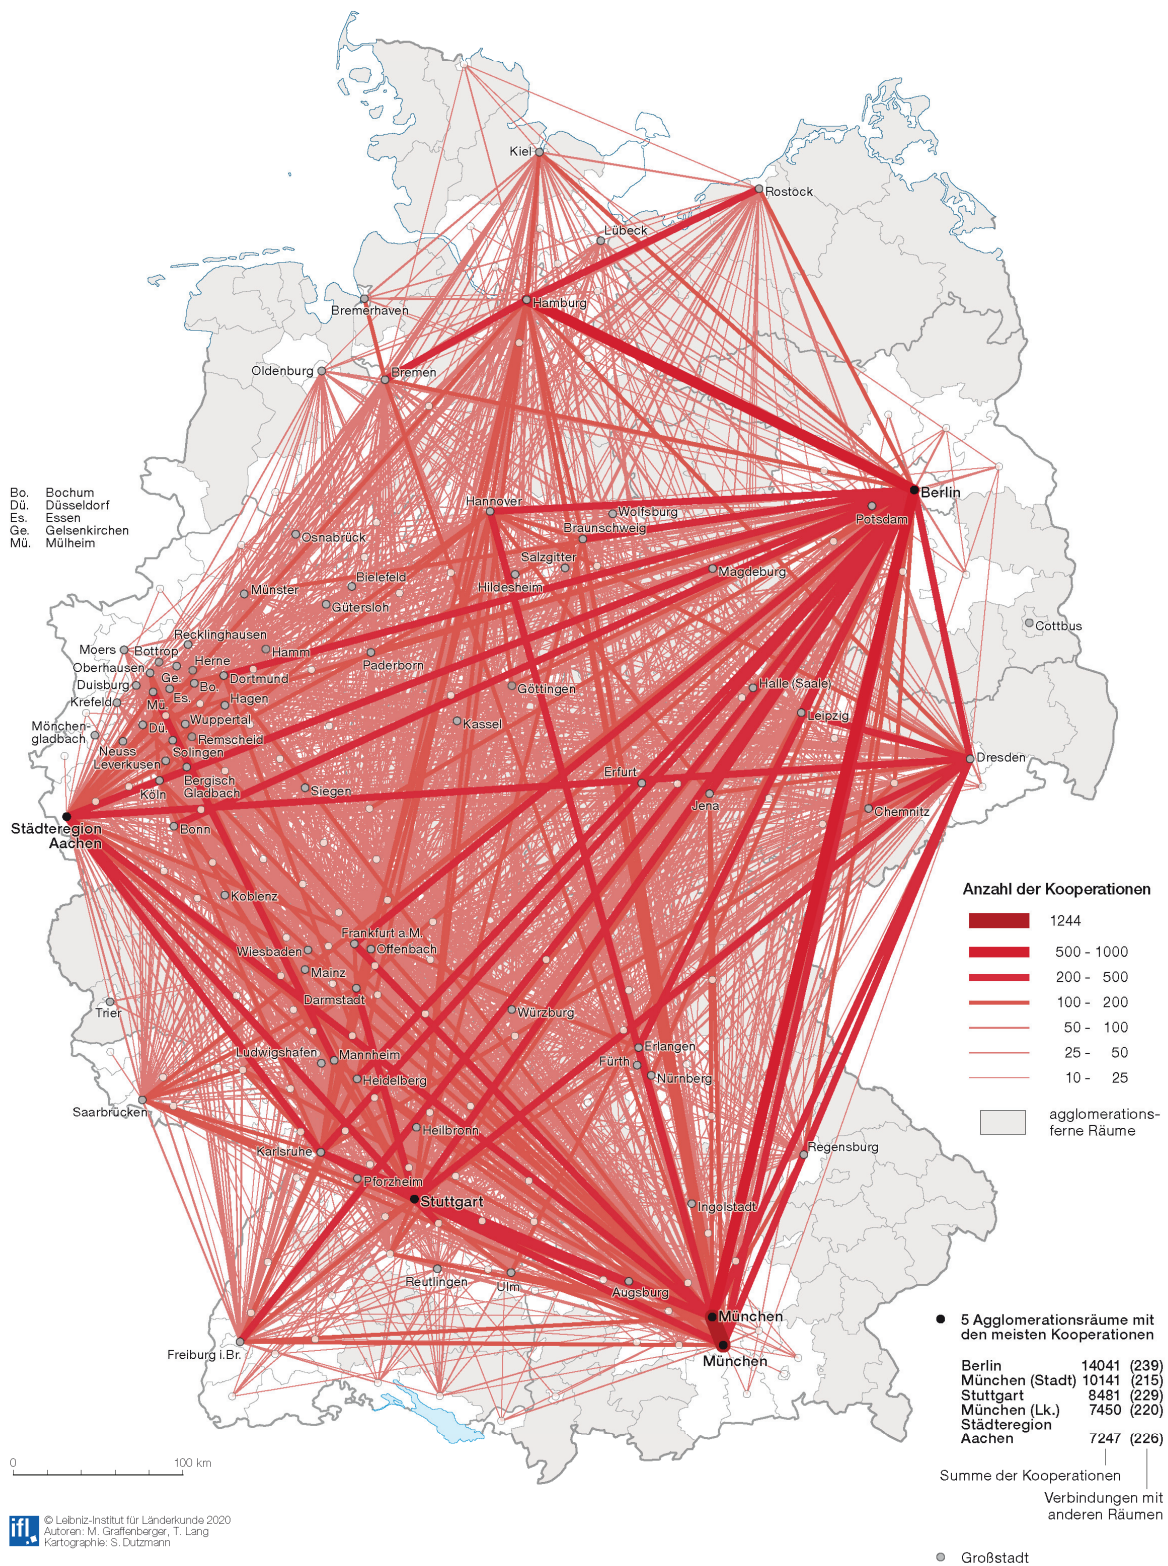 Kiel
Rostock
Lübeck
Hamburg
Bremerhaven
Oldenburg
Bremen
Bo. Bochum
Dü. Düsseldorf
Es. Essen
Ge. Gelsenkirchen
Mü. Mülheim
Hannover
Wolfsburg
Berlin
Potsdam
Braunschweig
Osnabrück
Salzgitter
Magdeburg
Bielefeld
Hildesheim
Münster
Gütersloh
Cottbus
Recklinghausen
Moers
Bottrop
Hamm
Herne
Paderborn
Oberhausen
Ge.
Dortmund
Duisburg
Bo.
Göttingen
Halle (Saale)
Es.
Hagen
Krefeld
Mü.
Leipzig
Mönchen-
gladbach
Dü.
Wuppertal
Kassel
Remscheid
Neuss
Solingen
Leverkusen
Dresden
Erfurt
Bergisch
Gladbach
Köln
Siegen
Jena
Chemnitz
Städteregion
Aachen
Bonn
Koblenz
Frankfurt a.M.
Wiesbaden
Offenbach
Mainz
Darmstadt
Trier
Würzburg
Erlangen
Ludwigshafen
Mannheim
Fürth
Heidelberg
Nürnberg
Saarbrücken
Heilbronn
Karlsruhe
Regensburg
Pforzheim
Stuttgart
Ingolstadt
Reutlingen
Ulm
Augsburg
München
München
Freiburg i.Br.
Anzahl der Kooperationen
1244
500 - 1000
200 - 500
100 - 200
50 - 100
25 - 50
10 - 25
agglomerations-
ferne Räume
5 Agglomerationsräume mit
den meisten Kooperationen
Berlin 14041 (239)
München (Stadt) 10141 (215)
Stuttgart 8481 (229)
München (Lk.) 7450 (220)
Städteregion
Aachen 7247 (226)
Summe der Kooperationen
Verbindungen mit
anderen Räumen
Großstadt
0 100 km
ifl.
© Leibniz-Institut für Länderkunde 2020
Autoren: M. Graffenberger, T. Lang
Kartographie: S. Dutzmann